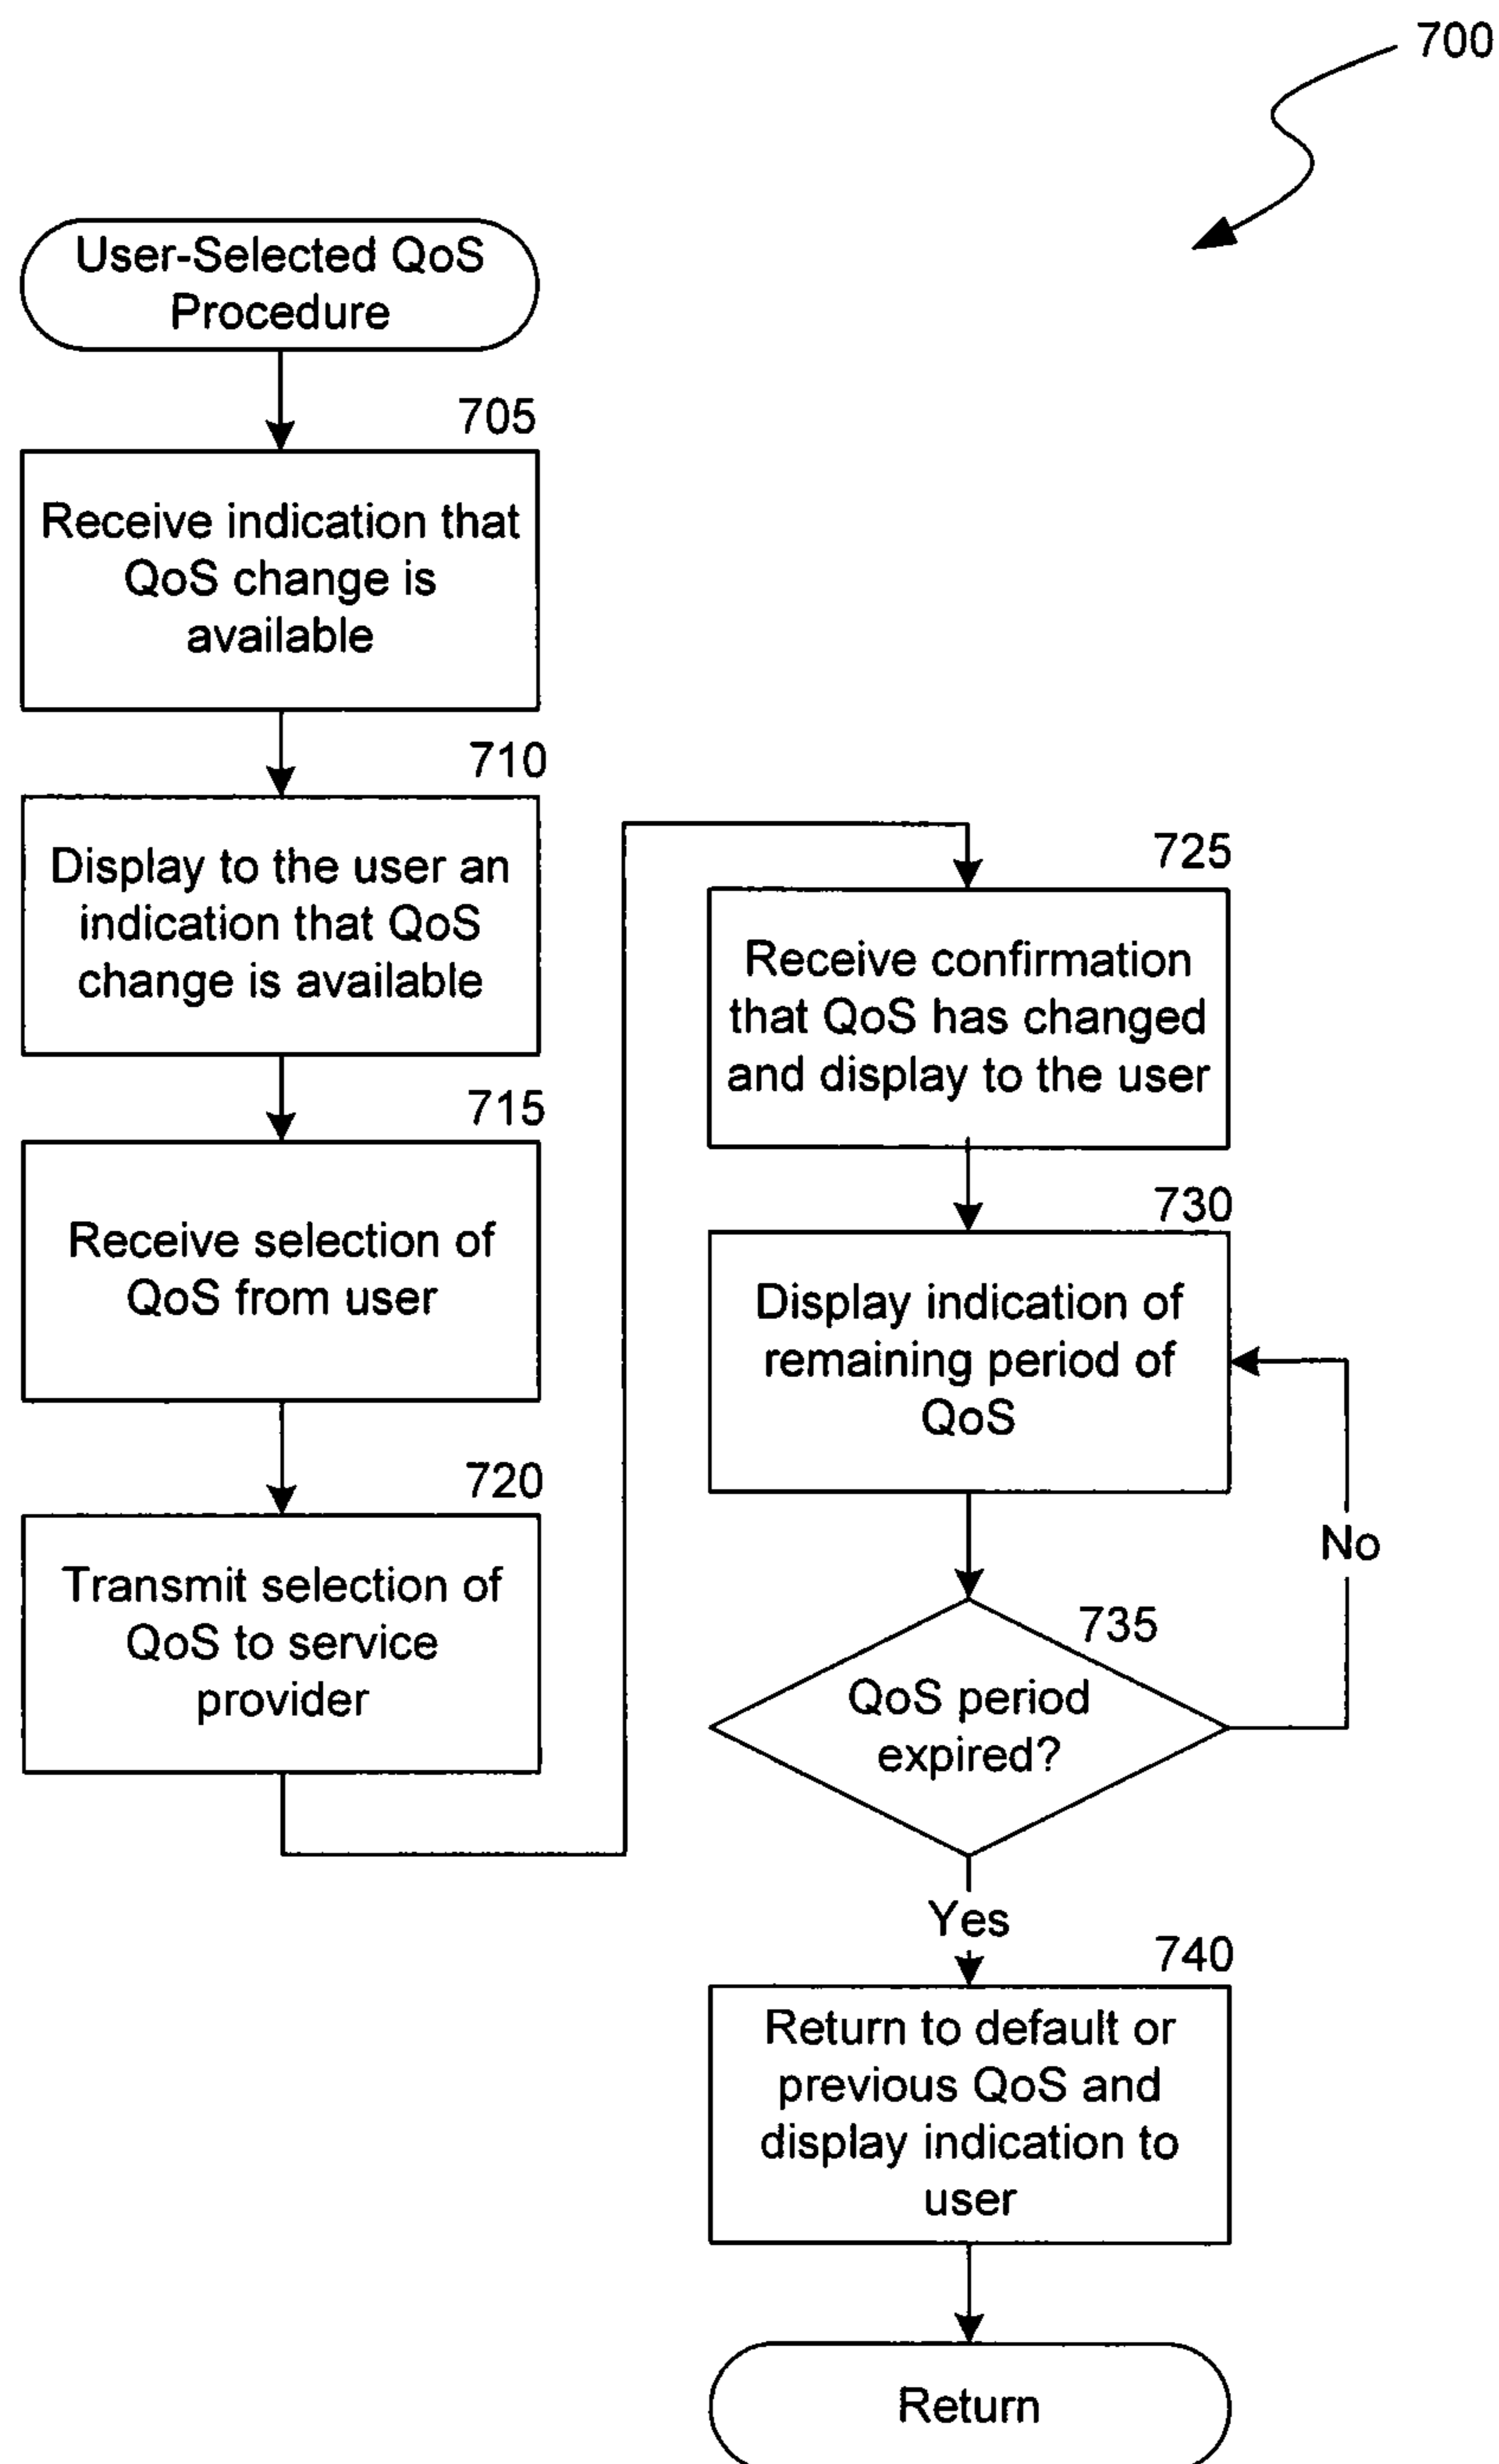 700
User-Selected QoS
Procedure
705
Receive indication that
QoS change is
available
710
Display to the user an
indication that QoS
change is available
715
Receive selection of
QoS from user
720
Transmit selection of
QoS to service
provider
725
Receive confirmation
that QoS has changed
and display to the user
730
Display indication of
remaining period of
QoS
No
735
QoS period
expired?
Yes
740
Return to default or
previous QoS and
display indication to
user
Return